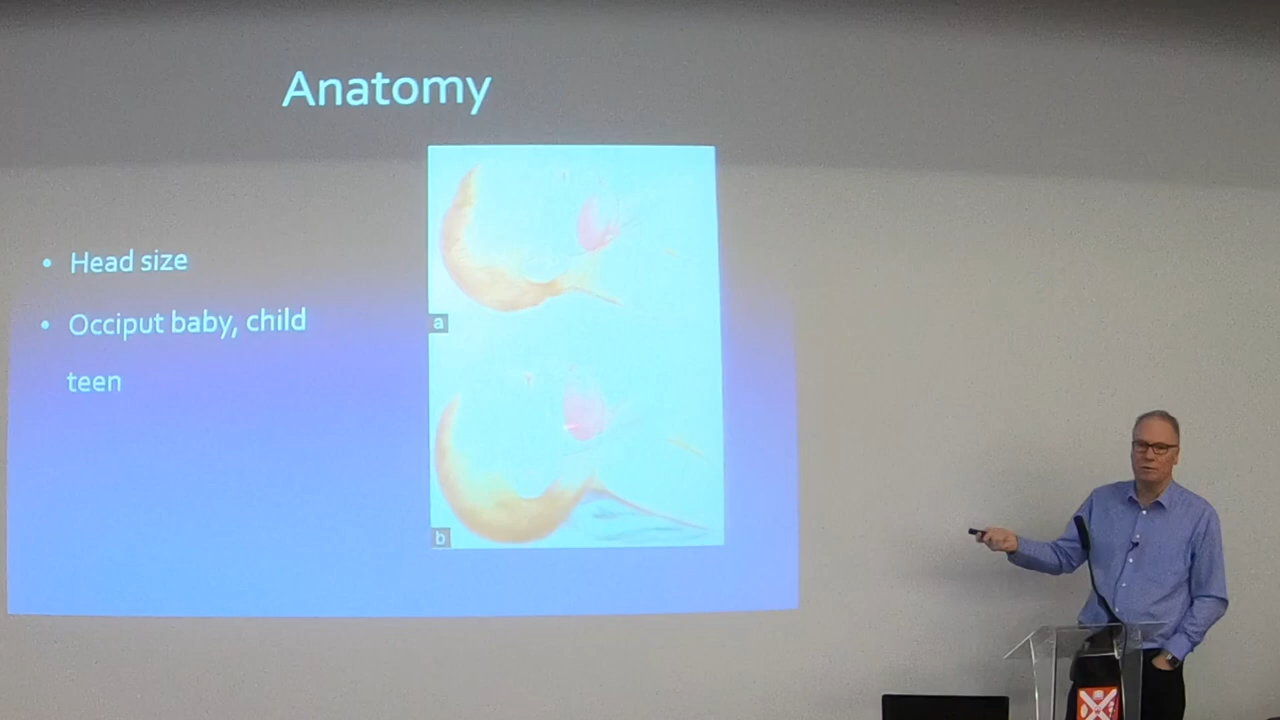 Anatomy
• Head size
• Occiput baby, child
teen
a
b